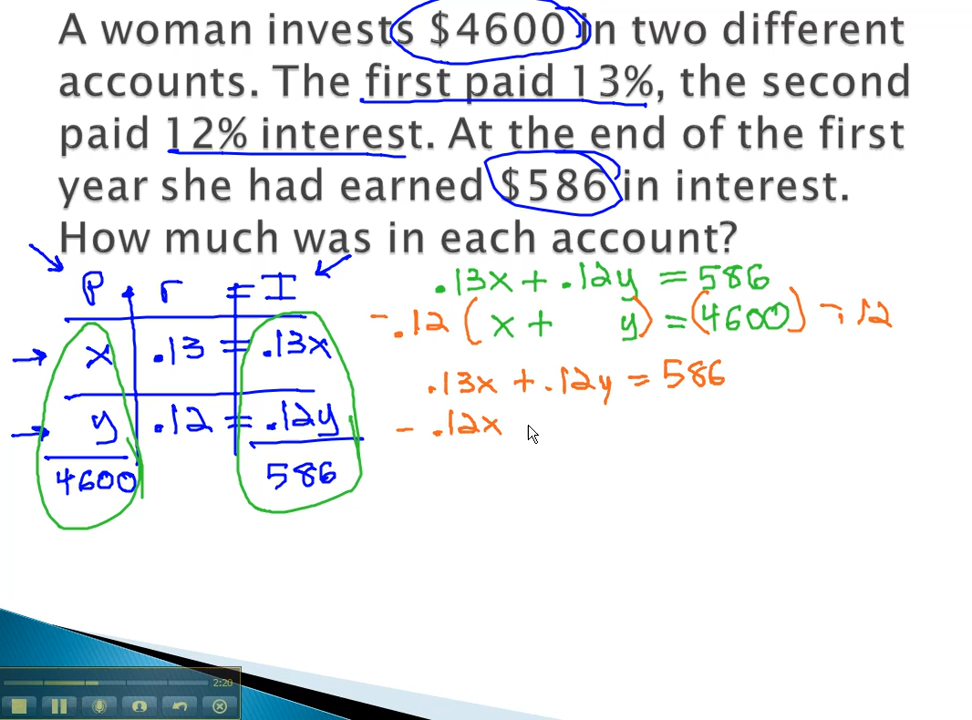 A woman invests $4600 in two different
accounts. The first paid 13%, the second
paid 12% interest. At the end of the first
year she had earned $586 in interest.
How much was in each account?
P · r = I
x .13 = .13x
y .12 = .12y
4600 586
.13x + .12y = 586
-.12 ( x + y ) = (4600) -.12
.13x + .12y = 586
- .12x
2:20